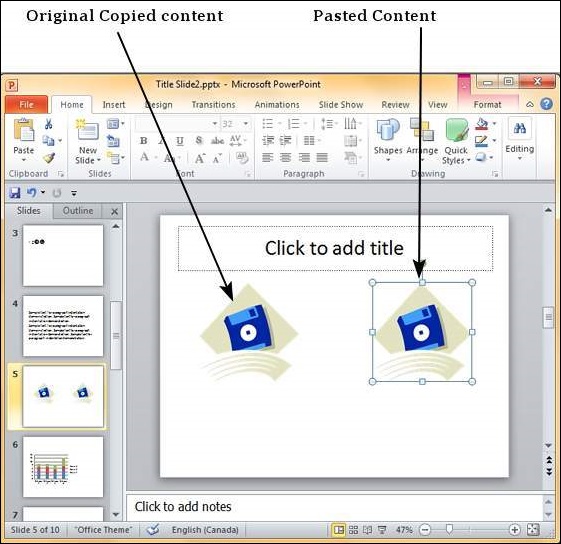 Original Copied content
Pasted Content
Title Slide2.pptx - Microsoft PowerPoint
File Home Insert Design Transitions Animations Slide Show Review View Format
Paste
New Slide
32
B I U S abc AV
Aa A A
Shapes Arrange Quick Styles
Editing
Clipboard Slides Font Paragraph Drawing
Slides Outline
3
4
5
6
7
Click to add title
Click to add notes
Slide 5 of 10 "Office Theme" English (Canada) 47%